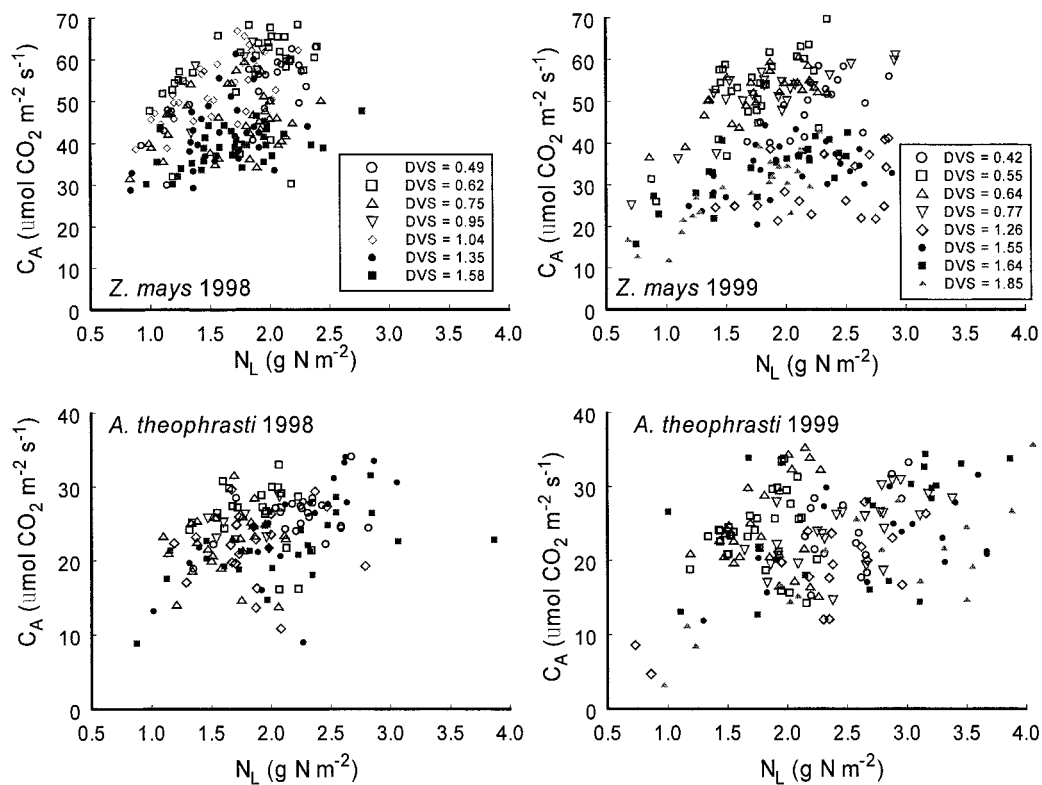 70
60
50
40
30
20
10
0
C_A (umol CO2 m-2 s-1)
Z. mays 1998
DVS = 0.49
DVS = 0.62
DVS = 0.75
DVS = 0.95
DVS = 1.04
DVS = 1.35
DVS = 1.58
0.5 1.0 1.5 2.0 2.5 3.0 3.5 4.0
N_L (g N m-2)
70
60
50
40
30
20
10
0
C_A (umol CO2 m-2 s-1)
Z. mays 1999
DVS = 0.42
DVS = 0.55
DVS = 0.64
DVS = 0.77
DVS = 1.26
DVS = 1.55
DVS = 1.64
DVS = 1.85
0.5 1.0 1.5 2.0 2.5 3.0 3.5 4.0
N_L (g N m-2)
40
30
20
10
0
C_A (umol CO2 m-2 s-1)
A. theophrasti 1998
0.5 1.0 1.5 2.0 2.5 3.0 3.5 4.0
N_L (g N m-2)
40
35
30
25
20
15
10
5
0
C_A (umol CO2 m-2 s-1)
A. theophrasti 1999
0.5 1.0 1.5 2.0 2.5 3.0 3.5 4.0
N_L (g N m-2)